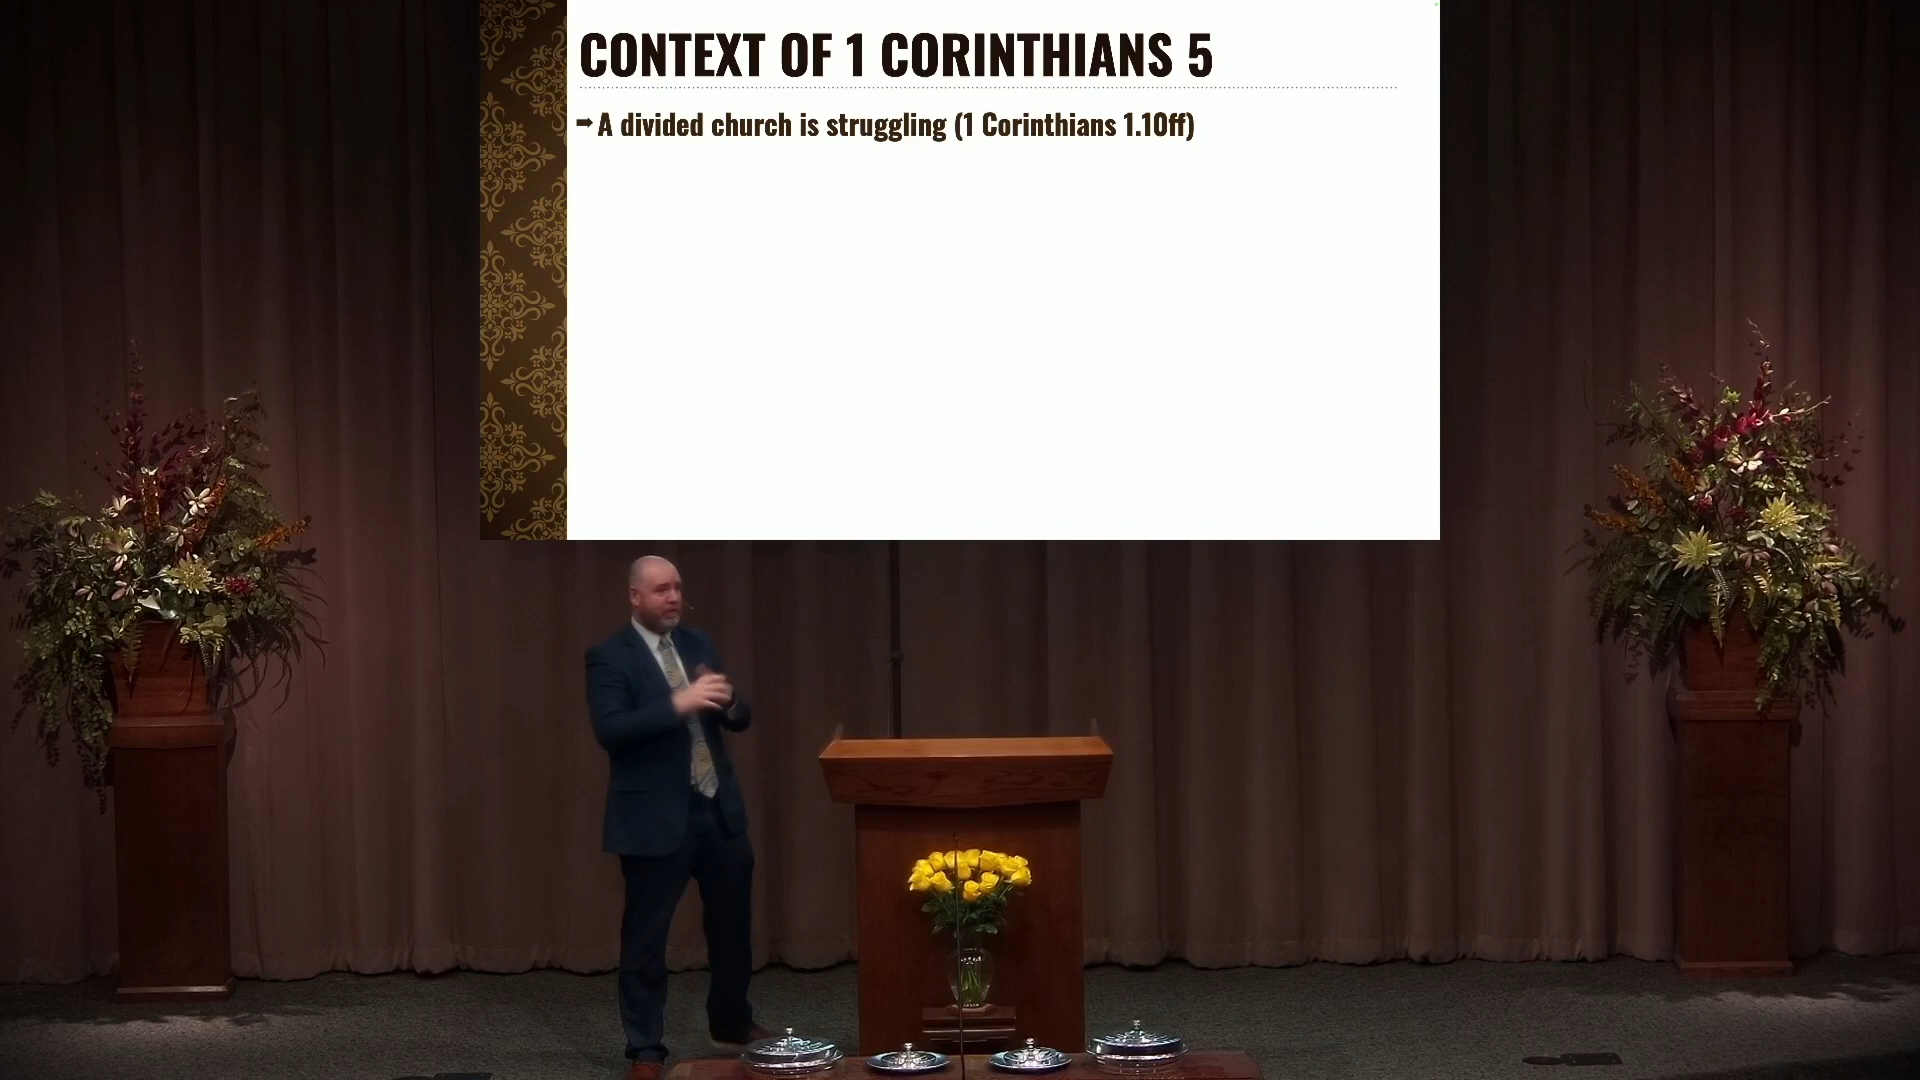 CONTEXT OF 1 CORINTHIANS 5
➡A divided church is struggling (1 Corinthians 1.10ff)